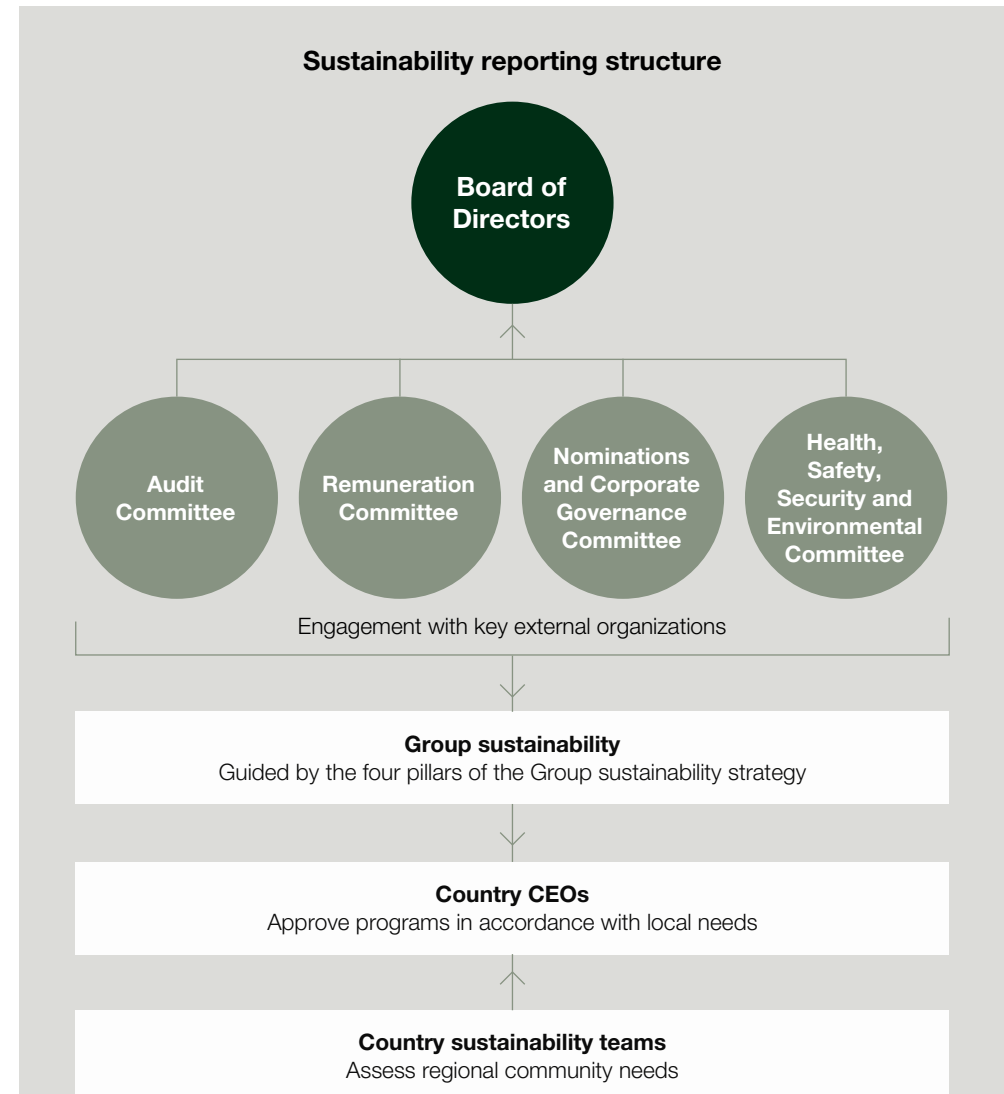 Sustainability reporting structure
Board of
Directors
Audit
Committee
Remuneration
Committee
Nominations
and Corporate
Governance
Committee
Health,
Safety,
Security and
Environmental
Committee
Engagement with key external organizations
Group sustainability
Guided by the four pillars of the Group sustainability strategy
Country CEOs
Approve programs in accordance with local needs
Country sustainability teams
Assess regional community needs